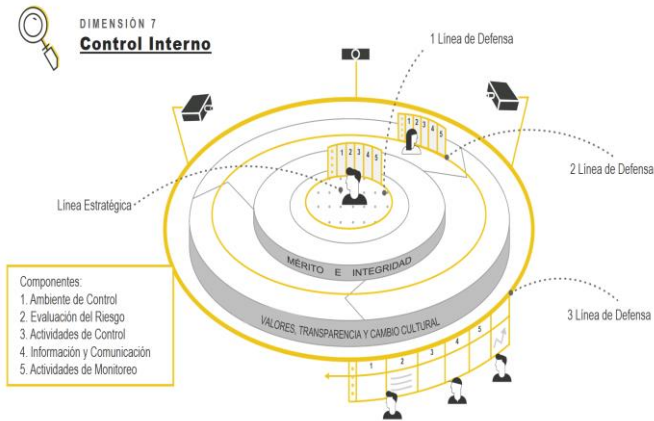 DIMENSIÓN 7
Control Interno
1 Línea de Defensa
1 2 3 4 5
1 2 3 4 5
2 Línea de Defensa
Línea Estratégica
MÉRITO E INTEGRIDAD
VALORES, TRANSPARENCIA Y CAMBIO CULTURAL
Componentes:
1. Ambiente de Control
2. Evaluación del Riesgo
3. Actividades de Control
4. Información y Comunicación
5. Actividades de Monitoreo
3 Línea de Defensa
1 2 3 4 5